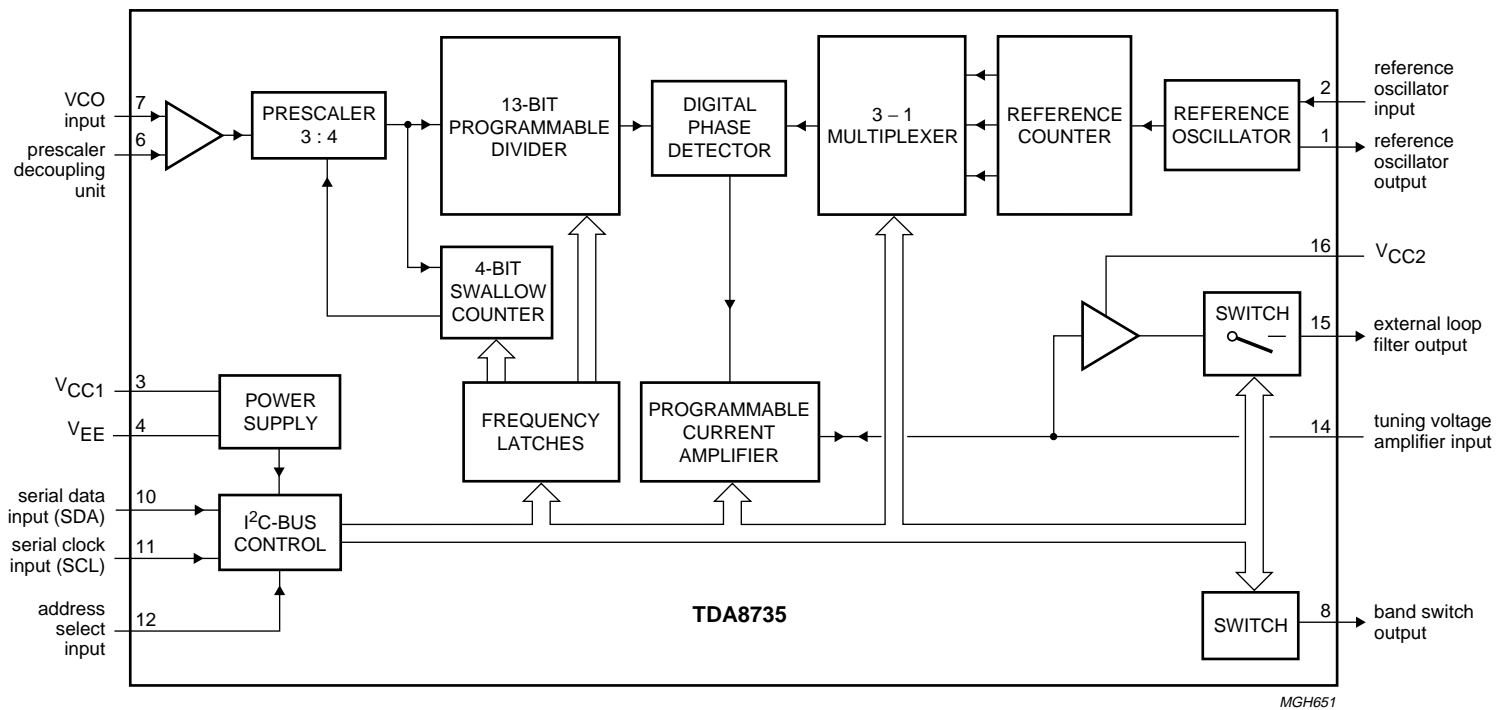 VCO
input
7
6
prescaler
decoupling
unit
PRESCALER
3 : 4
13-BIT
PROGRAMMABLE
DIVIDER
DIGITAL
PHASE
DETECTOR
3 – 1
MULTIPLEXER
REFERENCE
COUNTER
REFERENCE
OSCILLATOR
2
reference
oscillator
input
1
reference
oscillator
output
4-BIT
SWALLOW
COUNTER
16
VCC2
SWITCH
15
external loop
filter output
VCC1
3
VEE
4
POWER
SUPPLY
FREQUENCY
LATCHES
PROGRAMMABLE
CURRENT
AMPLIFIER
14
tuning voltage
amplifier input
serial data
input (SDA)
10
serial clock
input (SCL)
11
I2C-BUS
CONTROL
address
select
input
12
TDA8735
SWITCH
8
band switch
output
MGH651